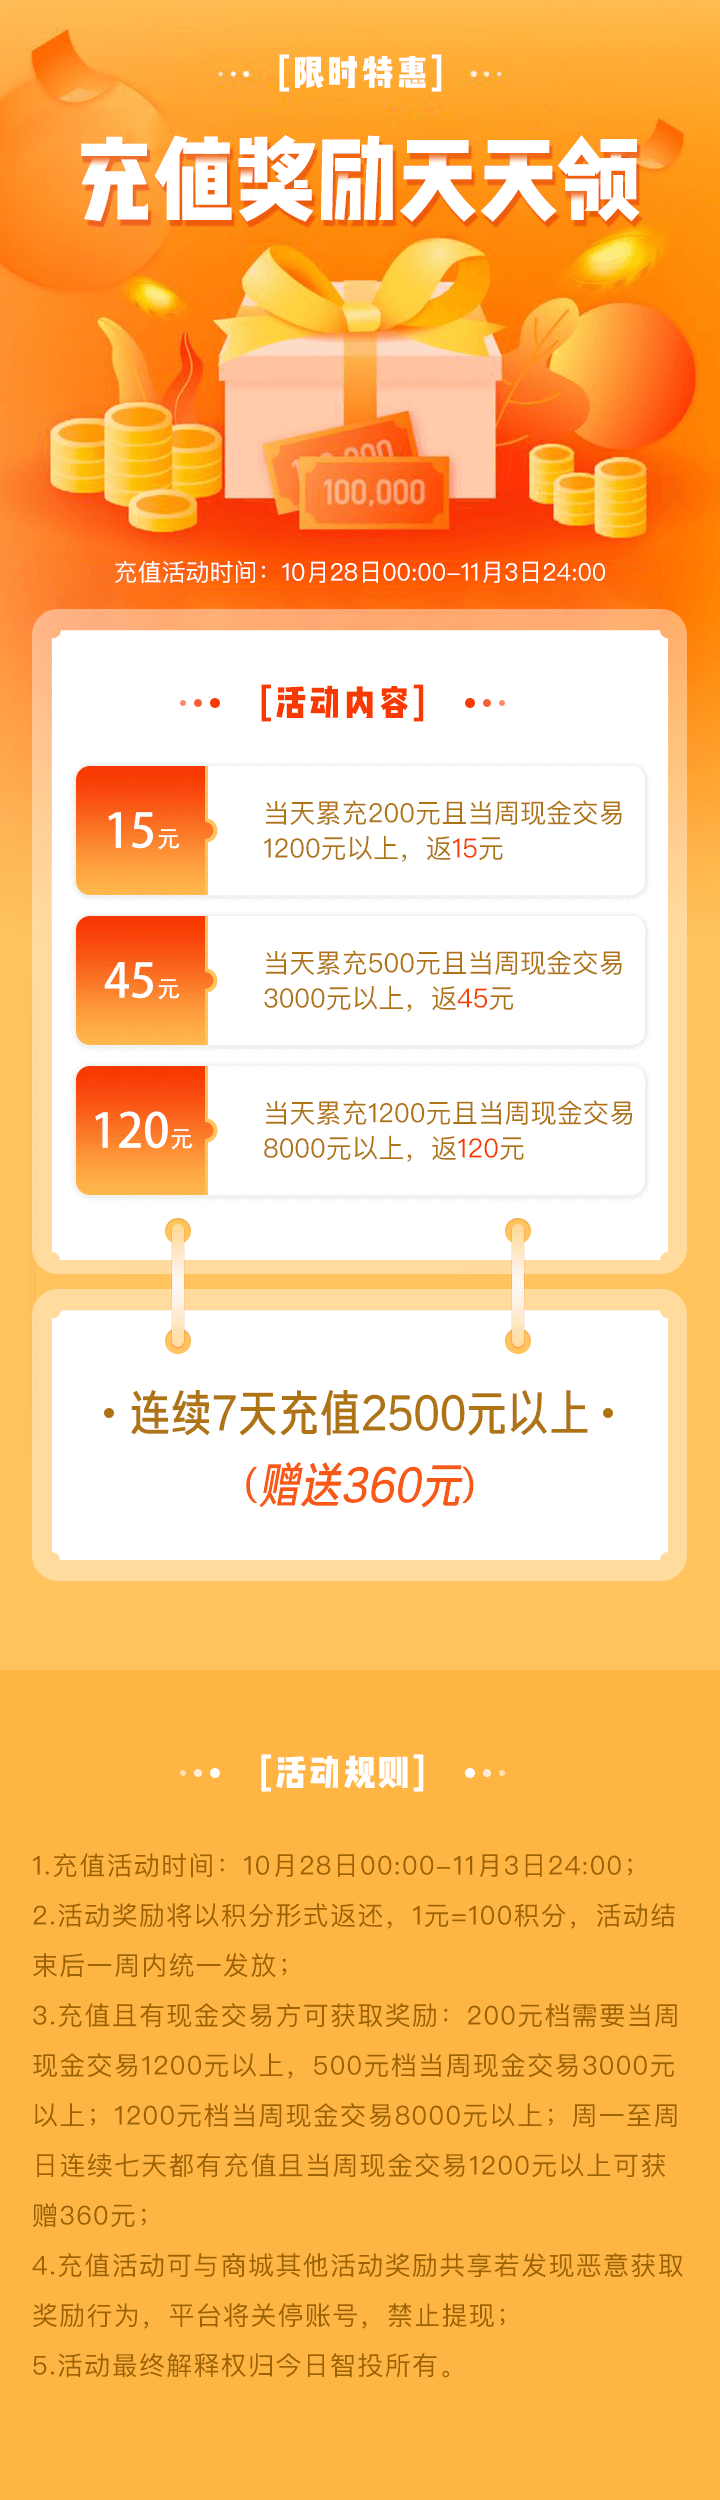 [限时特惠]
充值奖励天天领
100,000
充值活动时间：10月28日00:00-11月3日24:00
[活动内容]
15元
当天累充200元且当周现金交易
1200元以上，返15元
45元
当天累充500元且当周现金交易
3000元以上，返45元
120元
当天累充1200元且当周现金交易
8000元以上，返120元
·连续7天充值2500元以上·
（赠送360元）
[活动规则]
1.充值活动时间：10月28日00:00-11月3日24:00；
2.活动奖励将以积分形式返还，1元=100积分，活动结
束后一周内统一发放；
3.充值且有现金交易方可获取奖励：200元档需要当周
现金交易1200元以上，500元档当周现金交易3000元
以上；1200元档当周现金交易8000元以上；周一至周
日连续七天都有充值且当周现金交易1200元以上可获
赠360元；
4.充值活动可与商城其他活动奖励共享若发现恶意获取
奖励行为，平台将关停账号，禁止提现；
5.活动最终解释权归今日智投所有。